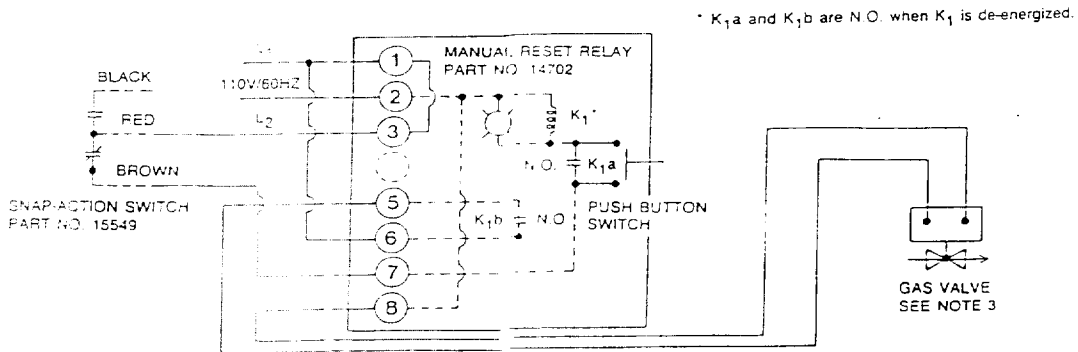 * K1a and K1b are N.O. when K1 is de-energized.
MANUAL RESET RELAY
PART NO. 14702
BLACK
110V/60HZ
RED
L2
BROWN
SNAP-ACTION SWITCH
PART NO. 15549
1
2
3
5
6
7
8
K1*
N.O.
K1a
K1b
N.O.
PUSH BUTTON
SWITCH
GAS VALVE
SEE NOTE 3